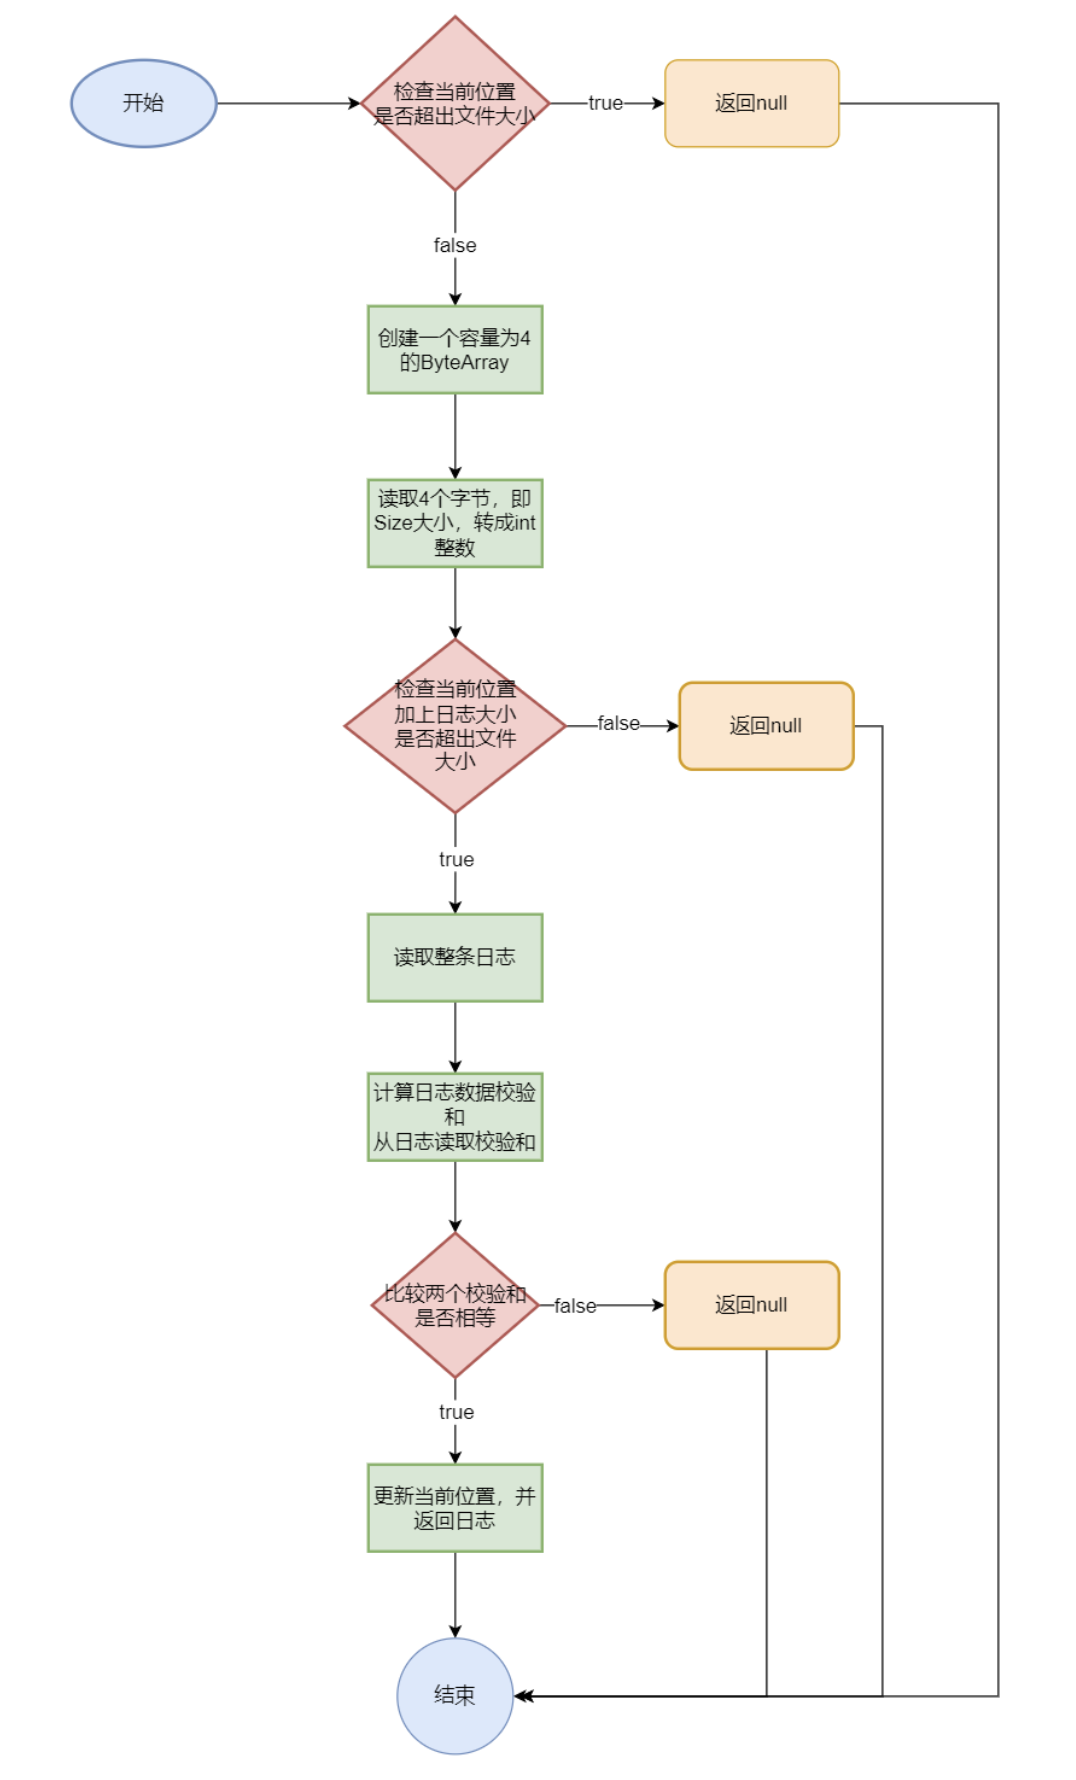 开始
检查当前位置
是否超出文件大小
true
返回null
false
创建一个容量为4
的ByteArray
读取4个字节，即
Size大小，转成int
整数
检查当前位置
加上日志大小
是否超出文件
大小
false
返回null
true
读取整条日志
计算日志数据校验
和
从日志读取校验和
比较两个校验和
是否相等
false
返回null
true
更新当前位置，并
返回日志
结束